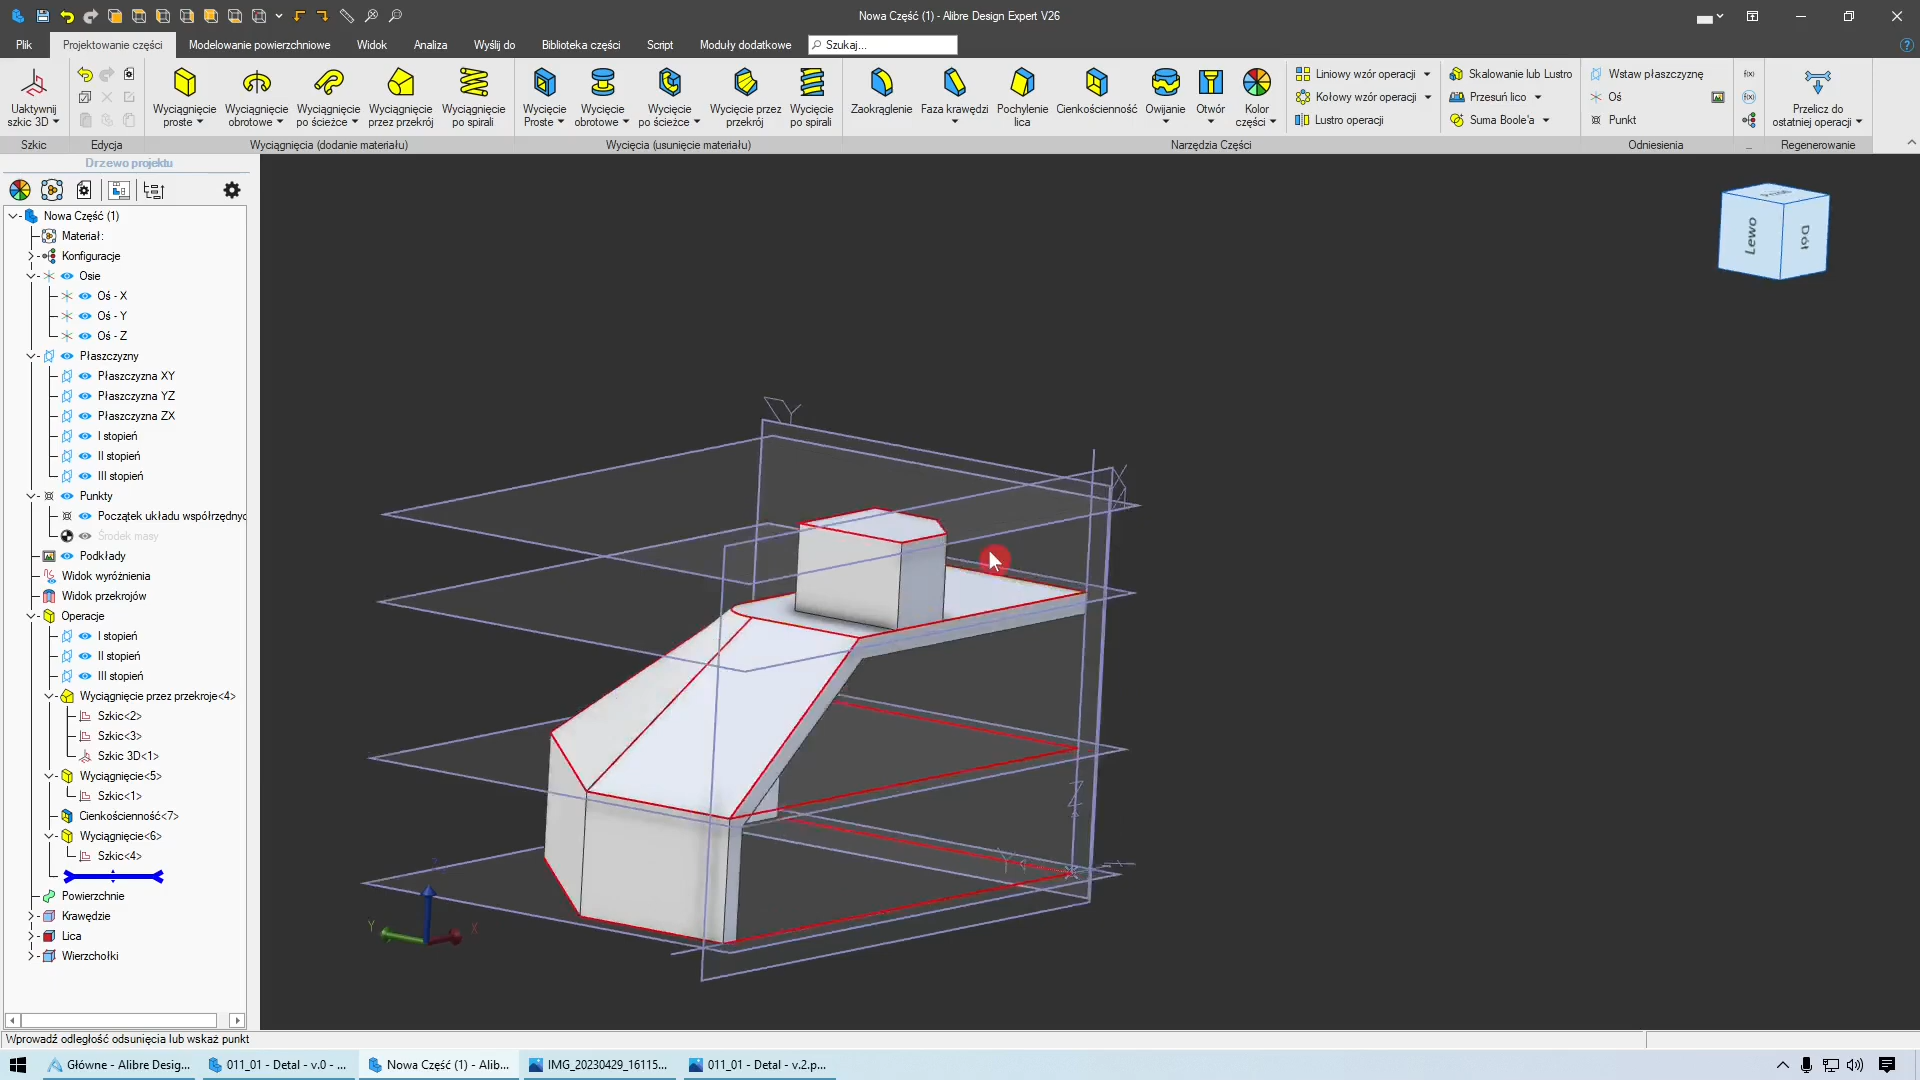 Nowa Część (1) - Alibre Design Expert V26
Plik
Projektowanie części
Modelowanie powierzchniowe
Widok
Analiza
Wyślij do
Biblioteka części
Script
Moduły dodatkowe
Szukaj...
Uaktywnij szkic 3D
Wyciągnięcie proste
Wyciągnięcie obrotowe
Wyciągnięcie po ścieżce
Wyciągnięcie przez przekrój
Wyciągnięcie po spirali
Wycięcie Proste
Wycięcie obrotowe
Wycięcie po ścieżce
Wycięcie przez przekrój
Wycięcie po spirali
Zaokrąglenie
Faza krawędzi
Pochylenie lica
Cienkościenność
Owijanie
Otwór
Kolor części
Liniowy wzór operacji
Kołowy wzór operacji
Lustro operacji
Skalowanie lub Lustro
Przesuń lico
Suma Boole'a
Wstaw płaszczyznę
Oś
Punkt
f(x)
f(x)
Przelicz do ostatniej operacji
Szkic
Edycja
Wyciągnięcia (dodanie materiału)
Wycięcia (usunięcie materiału)
Narzędzia Części
Odniesienia
...
Regenerowanie
Drzewo projektu
Nowa Część (1)
Materiał:
Konfiguracje
Osie
Oś - X
Oś - Y
Oś - Z
Płaszczyzny
Płaszczyzna XY
Płaszczyzna YZ
Płaszczyzna ZX
I stopień
II stopień
III stopień
Punkty
Początek układu współrzędnyc
Środek masy
Podkłady
Widok wyróżnienia
Widok przekrojów
Operacje
I stopień
II stopień
III stopień
Wyciągnięcie przez przekroje<4>
Szkic<2>
Szkic<3>
Szkic 3D<1>
Wyciągnięcie<5>
Szkic<1>
Cienkościenność<7>
Wyciągnięcie<6>
Szkic<4>
Powierzchnie
Krawędzie
Lica
Wierzchołki
Lewo
Dół
Y
X
Z
Y
Z
Y
X
Wprowadź odległość odsunięcia lub wskaż punkt
Główne - Alibre Desig...
011_01 - Detal - v.0 - ...
Nowa Część (1) - Alib...
IMG_20230429_16115...
011_01 - Detal - v.2.p...